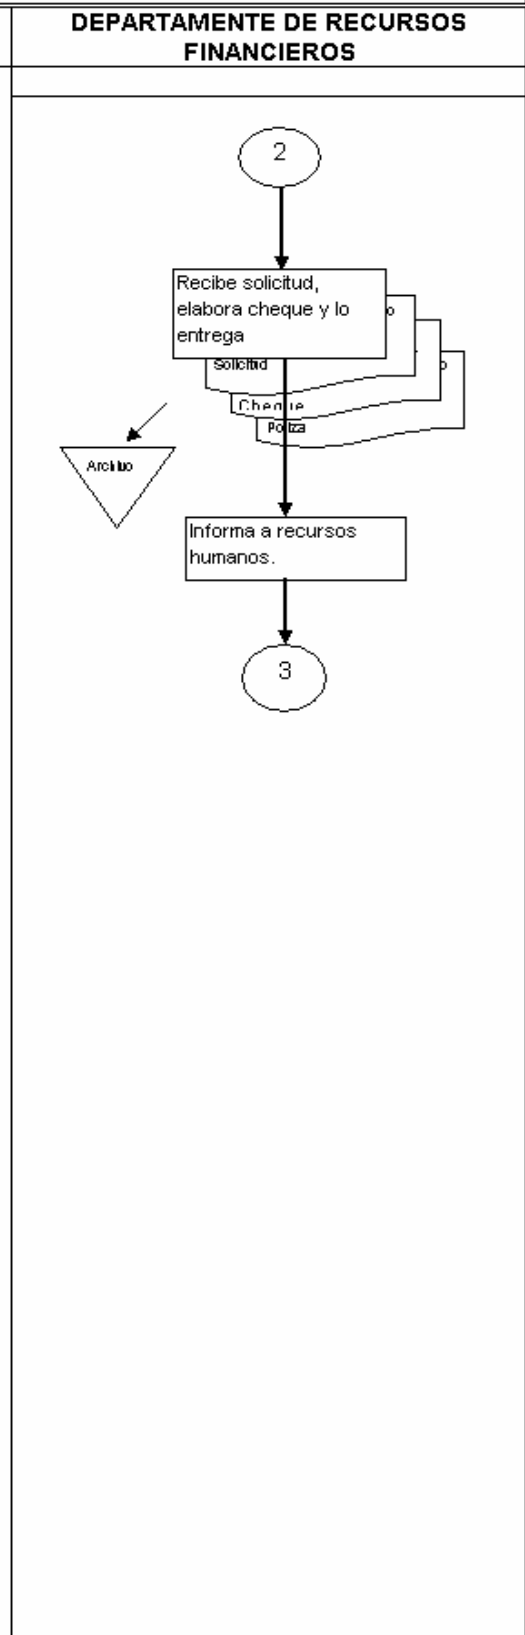 DEPARTAMENTE DE RECURSOS
FINANCIEROS
2
Recibe solicitud,
elabora cheque y lo
entrega
o
Solicitud
o
Cheque
Poliza
Archivo
Informa a recursos
humanos.
3